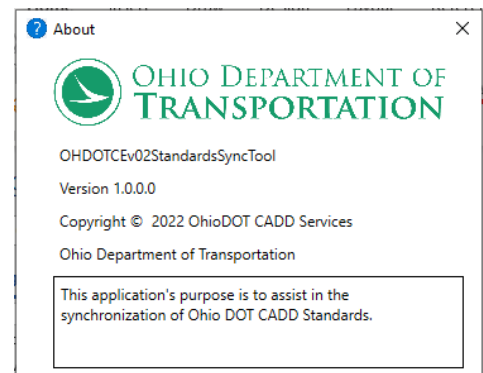 About
OHIO DEPARTMENT OF
TRANSPORTATION
OHDOTCEv02StandardsSyncTool
Version 1.0.0.0
Copyright © 2022 OhioDOT CADD Services
Ohio Department of Transportation
This application's purpose is to assist in the
synchronization of Ohio DOT CADD Standards.